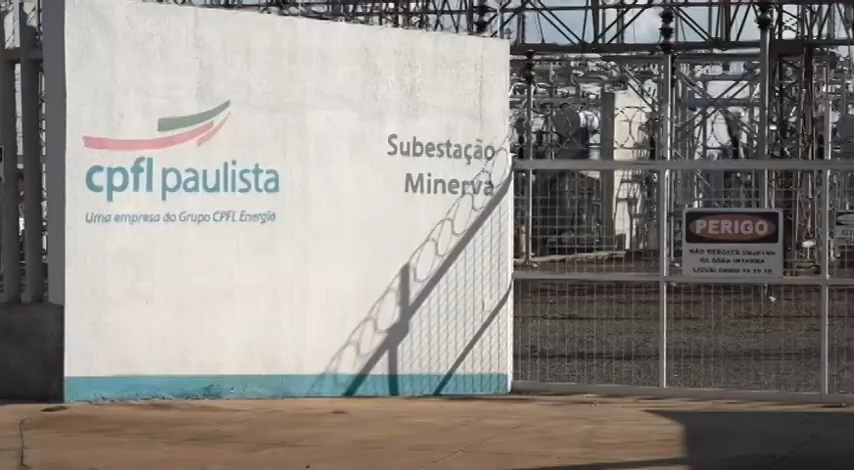 cpfl paulista
Uma empresa do Grupo CPFL Energia
Subestação
Minerva
PERIGO